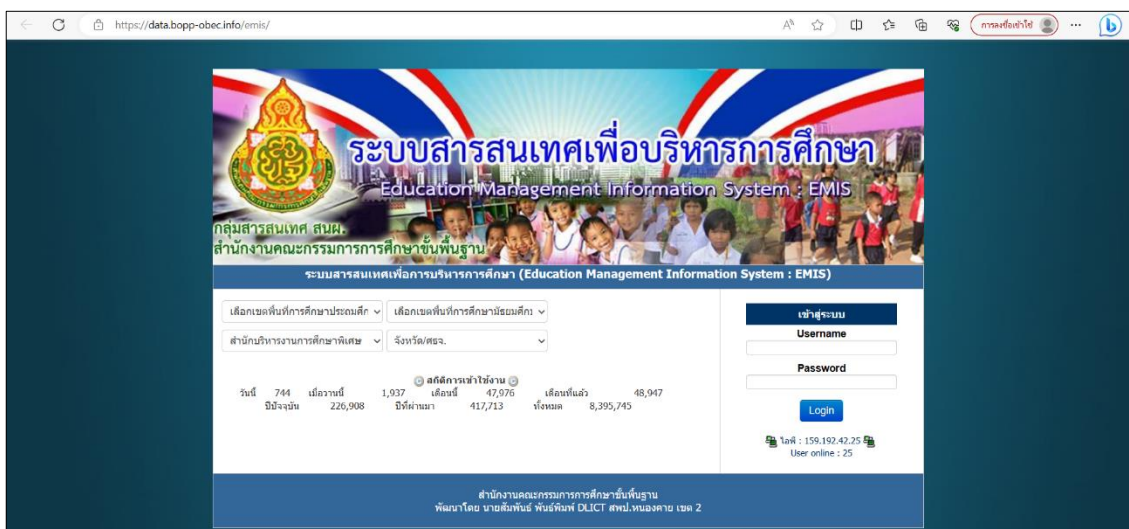 https://data.bopp-obec.info/emis/
การลงชื่อเข้าใช้
ระบบสารสนเทศเพื่อบริหารการศึกษา
Education Management Information System : EMIS
กลุ่มสารสนเทศ สนผ.
สำนักงานคณะกรรมการการศึกษาขั้นพื้นฐาน
ระบบสารสนเทศเพื่อการบริหารการศึกษา (Education Management Information System : EMIS)
เลือกเขตพื้นที่การศึกษาประถมศึก เลือกเขตพื้นที่การศึกษามัธยมศึกษ
สำนักบริหารงานการศึกษาพิเศษ จังหวัด/ศธจ.
สถิติการเข้าใช้งาน
วันนี้ 744 เมื่อวานนี้ 1,937 เดือนนี้ 47,976 เดือนที่แล้ว 48,947
ปีปัจจุบัน 226,908 ปีที่ผ่านมา 417,713 ทั้งหมด 8,395,745
เข้าสู่ระบบ
Username
Password
Login
ไอพี : 159.192.42.25
User online : 25
สำนักงานคณะกรรมการการศึกษาขั้นพื้นฐาน
พัฒนาโดย นายสัมพันธ์ พันธ์พิมพ์ DLICT สพป.หนองคาย เขต 2